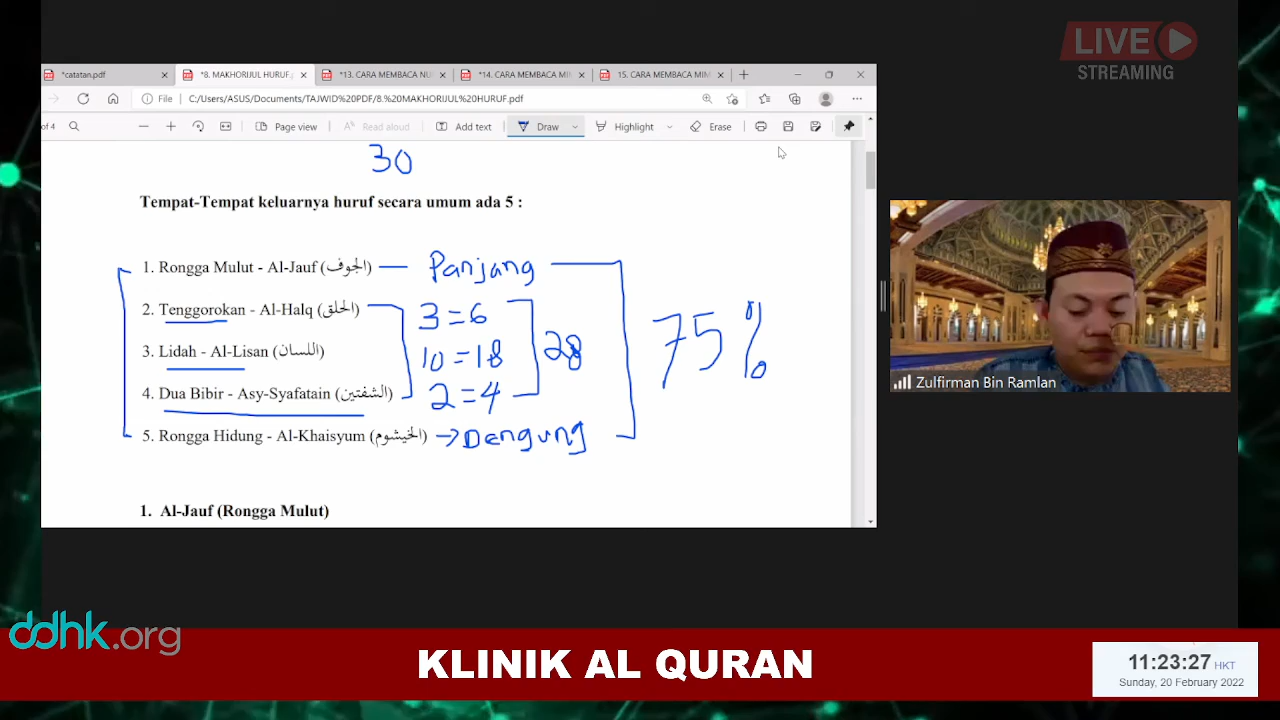 LIVE
STREAMING
*catatan.pdf
*8. MAKHORIJUL HURUF.p
*13. CARA MEMBACA NU
*14. CARA MEMBACA MI
15. CARA MEMBACA MIM
File
C:/Users/ASUS/Documents/TAJWID%20PDF/8.%20MAKHORIJUL%20HURUF.pdf
of 4
Page view
Read aloud
Add text
Draw
Highlight
Erase
30
Tempat-Tempat keluarnya huruf secara umum ada 5 :
1. Rongga Mulut - Al-Jauf (الجوف) — Panjang
2. Tenggorokan - Al-Halq (الحلق) 3 = 6
3. Lidah - Al-Lisan (اللسان) 10 = 18 28 75 %
4. Dua Bibir - Asy-Syafatain (الشفتين) 2 = 4
5. Rongga Hidung - Al-Khaisyum (الخيشوم) → Dengung
1. Al-Jauf (Rongga Mulut)
Zulfirman Bin Ramlan
ddhk.org
KLINIK AL QURAN
11:23:27 HKT
Sunday, 20 February 2022